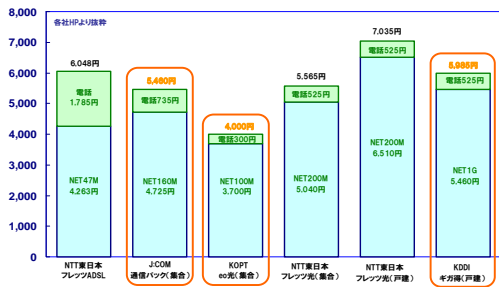 各社HPより抜粋
8,000
7,000
6,000
5,000
4,000
3,000
2,000
1,000
0
6.048円
電話
1.785円
NET47M
4.263円
NTT東日本
フレッツADSL
5,460円
電話735円
NET160M
4.725円
J:COM
通信パック(集合)
4,000円
電話300円
NET100M
3.700円
KOPT
eo光(集合)
5.565円
電話525円
NET200M
5.040円
NTT東日本
フレッツ光(集合)
7.035円
電話525円
NET200M
6.510円
NTT東日本
フレッツ光(戸建)
5,985円
電話525円
NET1G
5.460円
KDDI
ギガ得(戸建)